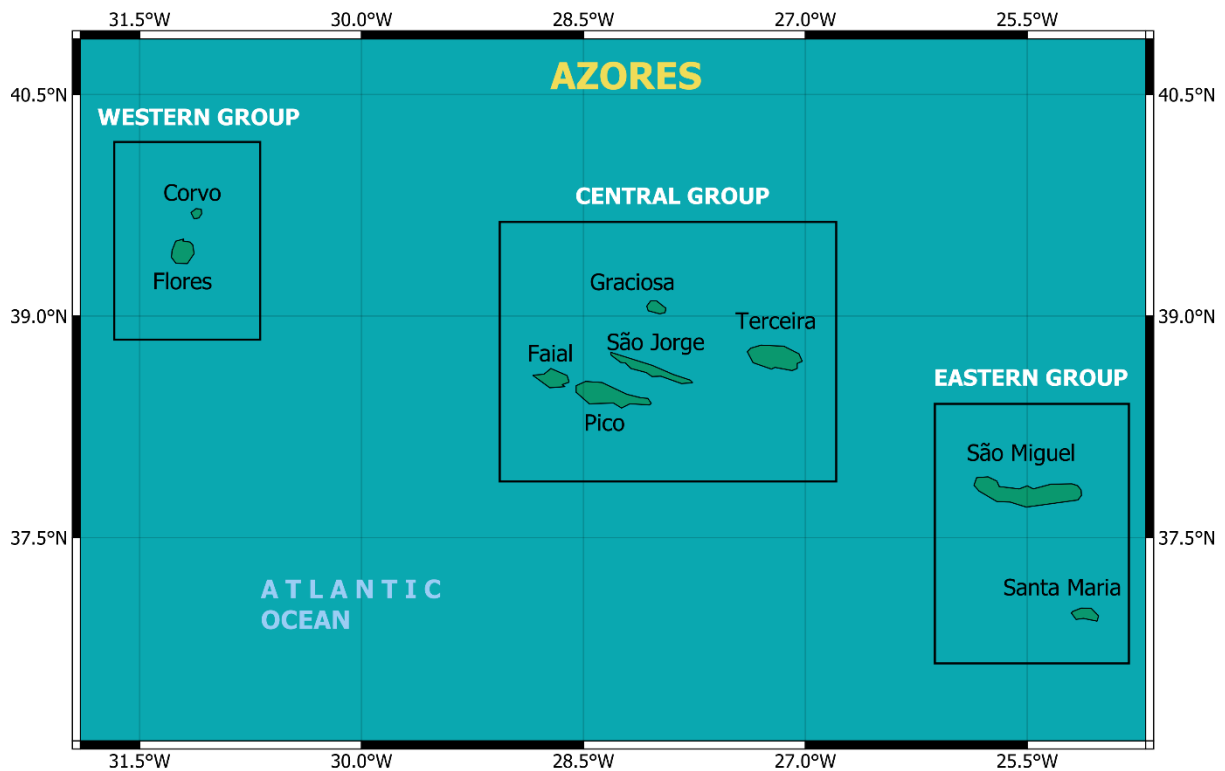 31.5°W 30.0°W 28.5°W 27.0°W 25.5°W
AZORES
40.5°N 40.5°N
WESTERN GROUP
Corvo
Flores
CENTRAL GROUP
Graciosa
39.0°N 39.0°N
Terceira
São Jorge
Faial
Pico
EASTERN GROUP
São Miguel
37.5°N 37.5°N
Santa Maria
ATLANTIC
OCEAN
31.5°W 30.0°W 28.5°W 27.0°W 25.5°W